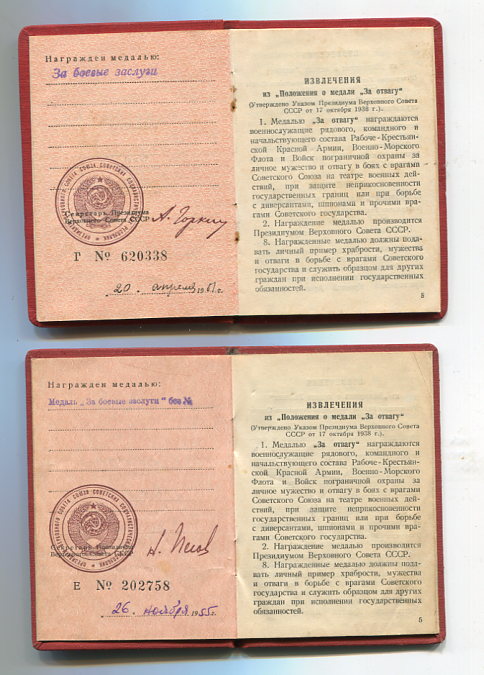 Награжден медалью:
За боевые заслуги
Секретарь Президиума
Верховного Совета СССР
А. Горкин
Г № 620338
20 апреля 1961 г.
ИЗВЛЕЧЕНИЯ
из „Положения о медали „За отвагу“
(Утверждено Указом Президиума Верховного Совета
СССР от 17 октября 1938 г.).
1. Медалью „За отвагу“ награждаются
военнослужащие рядового, командного и
начальствующего состава Рабоче-Крестьян-
ской Красной Армии, Военно-Морского
Флота и Войск пограничной охраны за
личное мужество и отвагу в боях с врагами
Советского Союза на театре военных дей-
ствий, при защите неприкосновенности
государственных границ или при борьбе
с диверсантами, шпионами и прочими вра-
гами Советского государства.
2. Награждение медалью производится
Президиумом Верховного Совета СССР.
8. Награжденные медалью должны пода-
вать личный пример храбрости, мужества
и отваги в борьбе с врагами Советского
государства и служить образцом для других
граждан при исполнении государственных
обязанностей.
5
Награжден медалью:
Медаль „За боевые заслуги“ без №
Секретарь Президиума
Верховного Совета СССР
Н. Пегов
Е № 202758
26 ноября 1955 г.
ИЗВЛЕЧЕНИЯ
из „Положения о медали „За отвагу“
(Утверждено Указом Президиума Верховного Совета
СССР от 17 октября 1938 г.).
1. Медалью „За отвагу“ награждаются
военнослужащие рядового, командного и
начальствующего состава Рабоче-Крестьян-
ской Красной Армии, Военно-Морского
Флота и Войск пограничной охраны за
личное мужество и отвагу в боях с врагами
Советского Союза на театре военных дей-
ствий, при защите неприкосновенности
государственных границ или при борьбе с
диверсантами, шпионами и прочими вра-
гами Советского государства.
2. Награждение медалью производится
Президиумом Верховного Совета СССР.
8. Награжденные медалью должны пода-
вать личный пример храбрости, мужества
и отваги в борьбе с врагами Советского
государства и служить образцом для других
граждан при исполнении государственных
обязанностей.
5